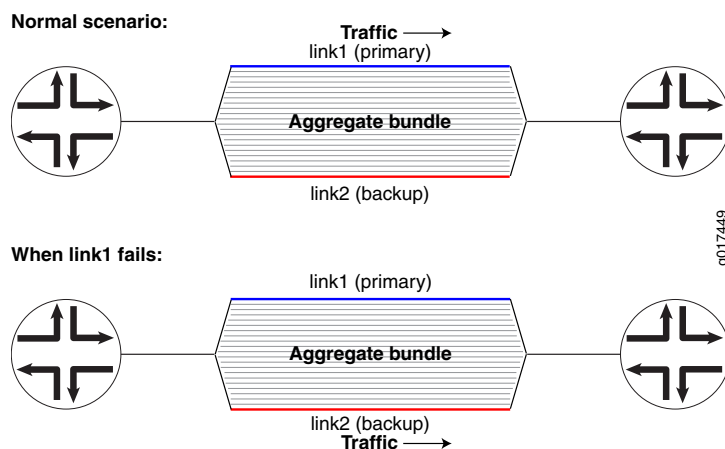 Normal scenario:
Traffic
link1 (primary)
Aggregate bundle
link2 (backup)
g017449
When link1 fails:
link1 (primary)
Aggregate bundle
link2 (backup)
Traffic